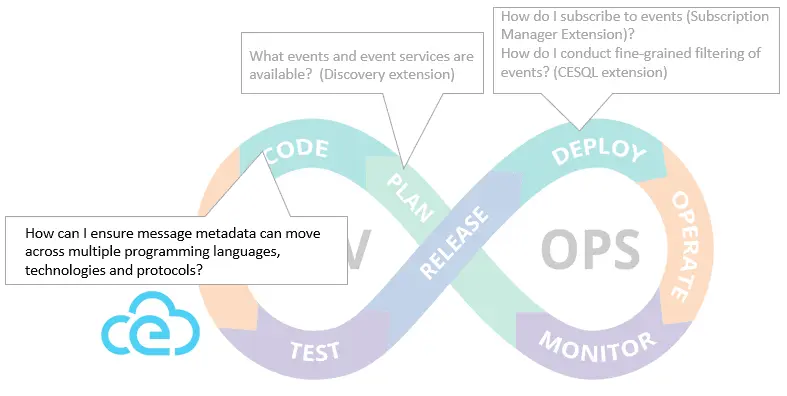 How do I subscribe to events (Subscription
Manager Extension)?
How do I conduct fine-grained filtering of
events? (CESQL extension)
What events and event services are
available?  (Discovery extension)
CODE
DEPLOY
PLAN
How can I ensure message metadata can move
across multiple programming languages,
technologies and protocols?
V
RELEASE
OPS
OPERATE
TEST
MONITOR
ce